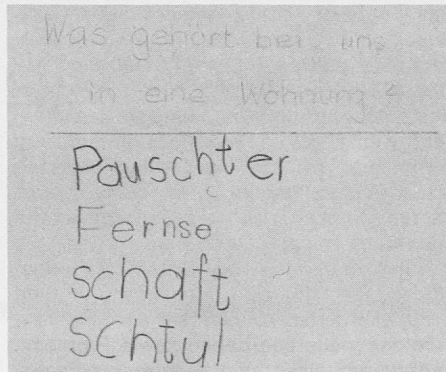 Was gehört bei uns
in eine Wohnung?
Pauschter
Fernse
schaft
Schtul